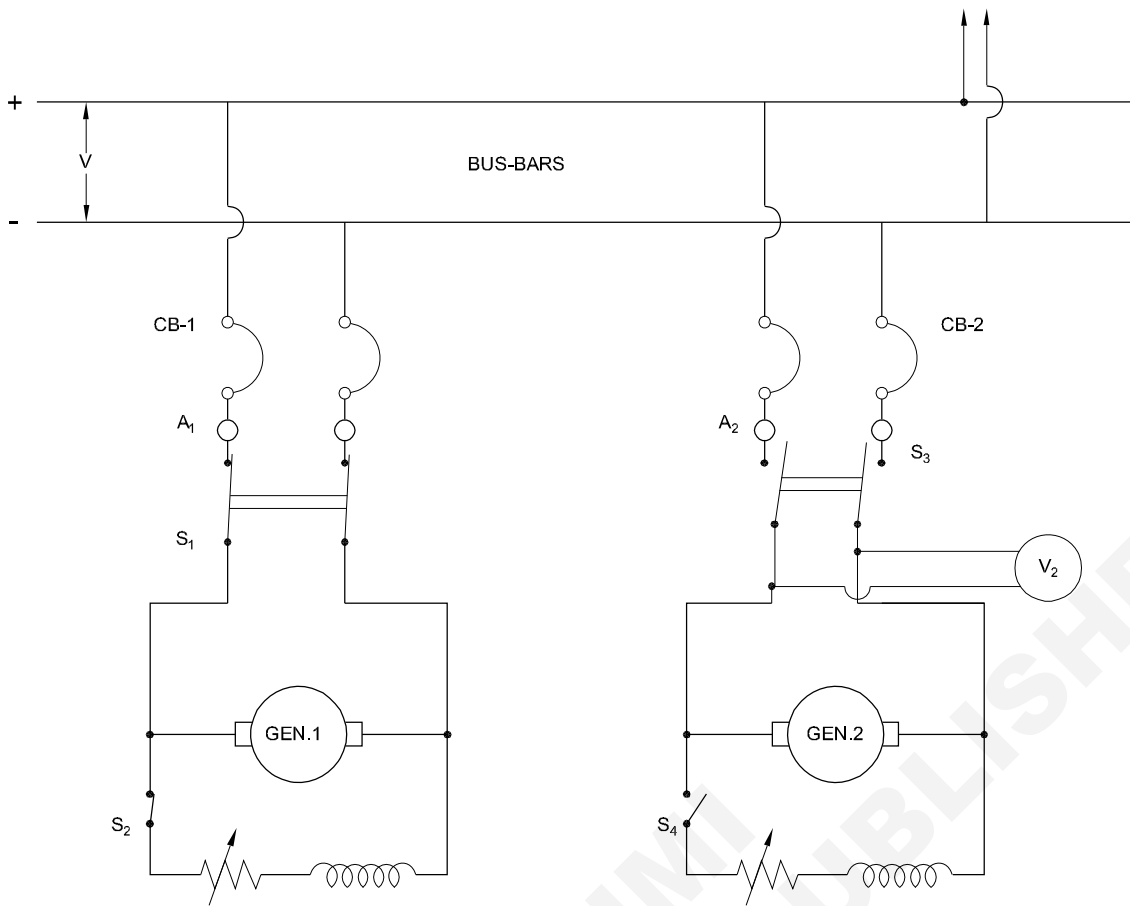 +
V
BUS-BARS
-
CB-1
CB-2
A₁
A₂
S₃
S₁
V₂
GEN.1
GEN.2
S₂
S₄